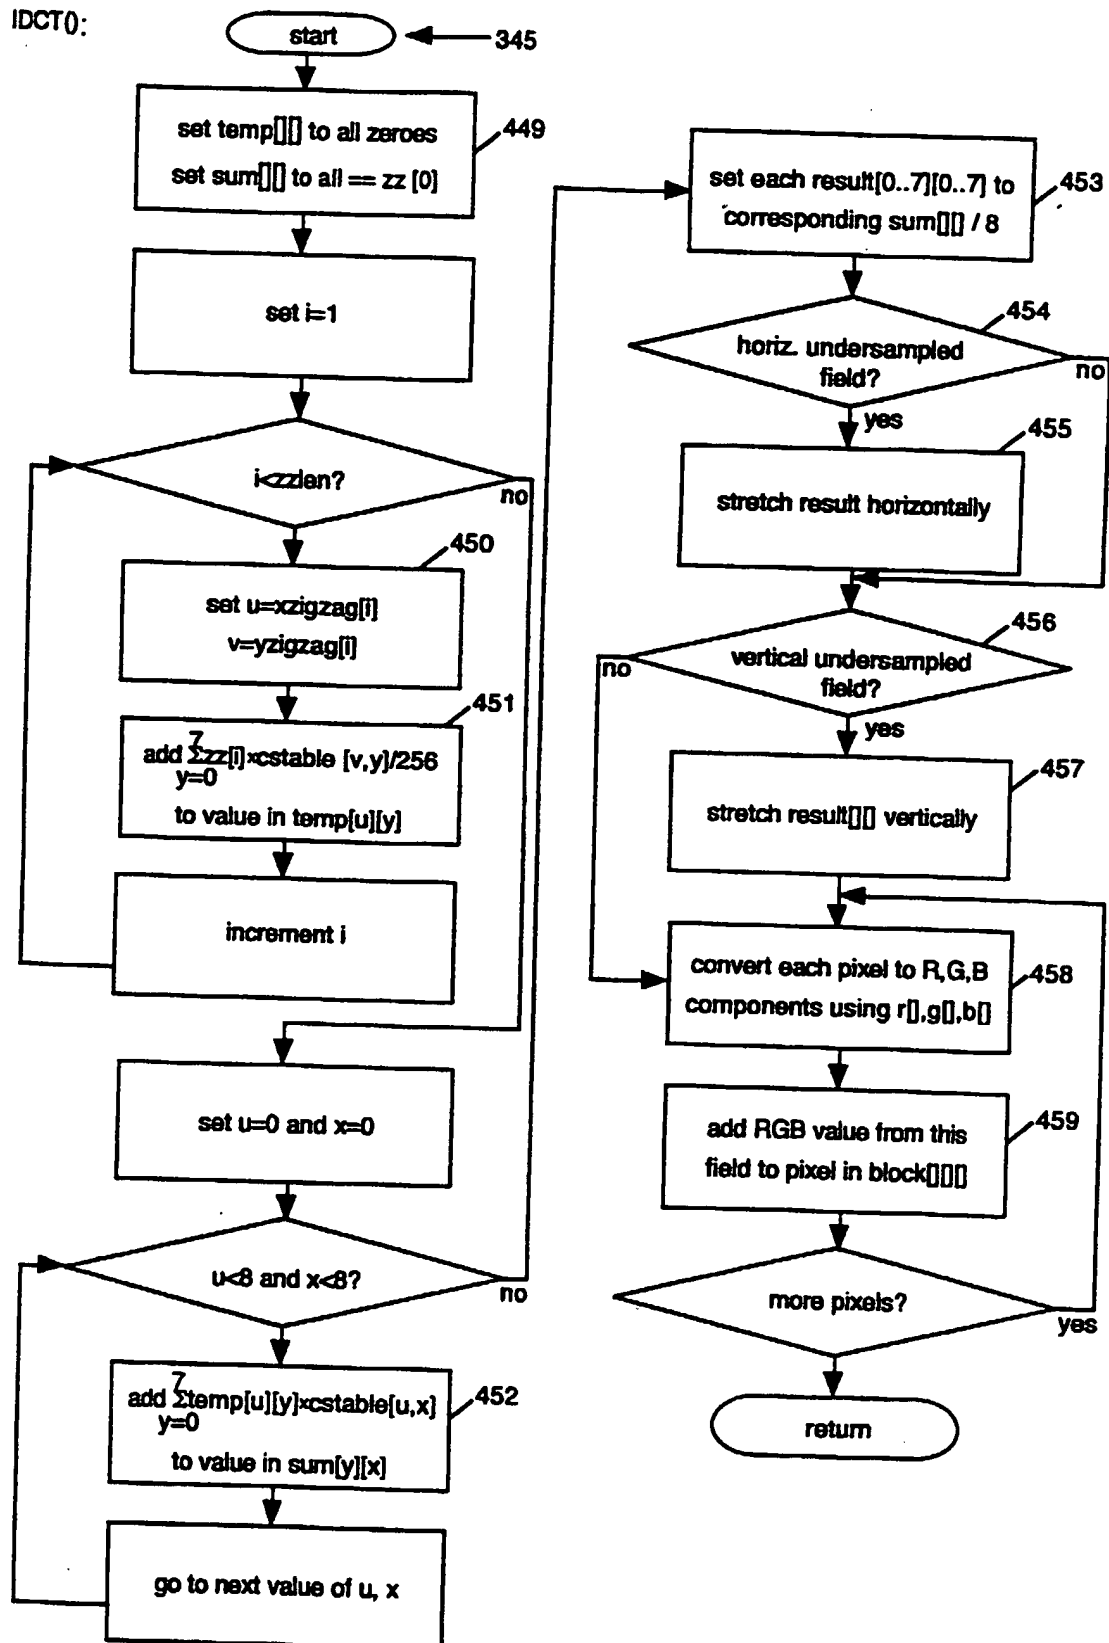 IDCT():
start
345
set temp[][] to all zeroes
set sum[][] to all == zz [0]
449
set i=1
i<zzlen?
no
450
set u=xzigzag[i]
v=yzigzag[i]
451
7
add Σzz[i]×cstable [v,y]/256
y=0
to value in temp[u][y]
increment i
set u=0 and x=0
u<8 and x<8?
no
7
add Σtemp[u][y]×cstable[u,x]
y=0
to value in sum[y][x]
452
go to next value of u, x
set each result[0..7][0..7] to
corresponding sum[][] / 8
453
454
horiz. undersampled
field?
no
yes
455
stretch result horizontally
456
vertical undersampled
field?
no
yes
457
stretch result[][] vertically
convert each pixel to R,G,B
components using r[],g[],b[]
458
add RGB value from this
field to pixel in block[][][]
459
more pixels?
yes
return